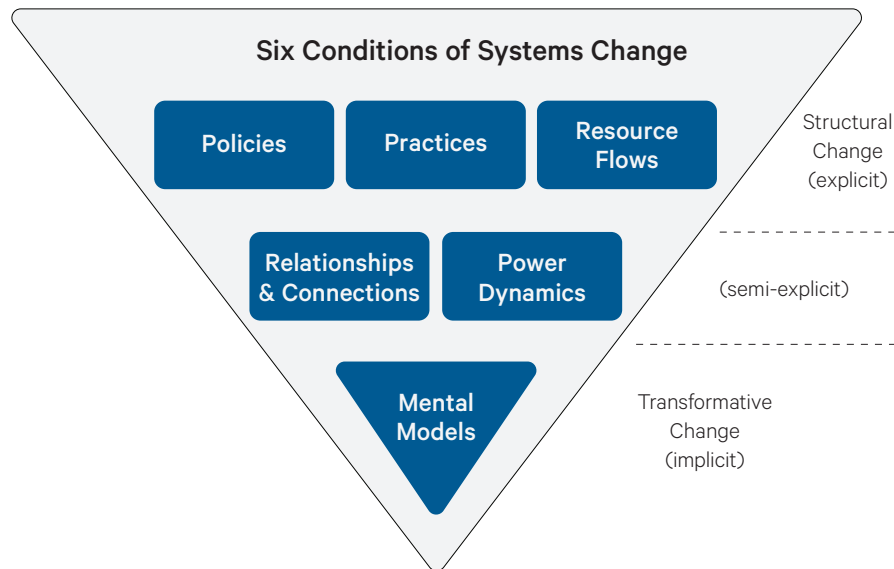 Six Conditions of Systems Change
Policies
Practices
Resource
Flows
Structural
Change
(explicit)
Relationships
& Connections
Power
Dynamics
(semi-explicit)
Mental
Models
Transformative
Change
(implicit)